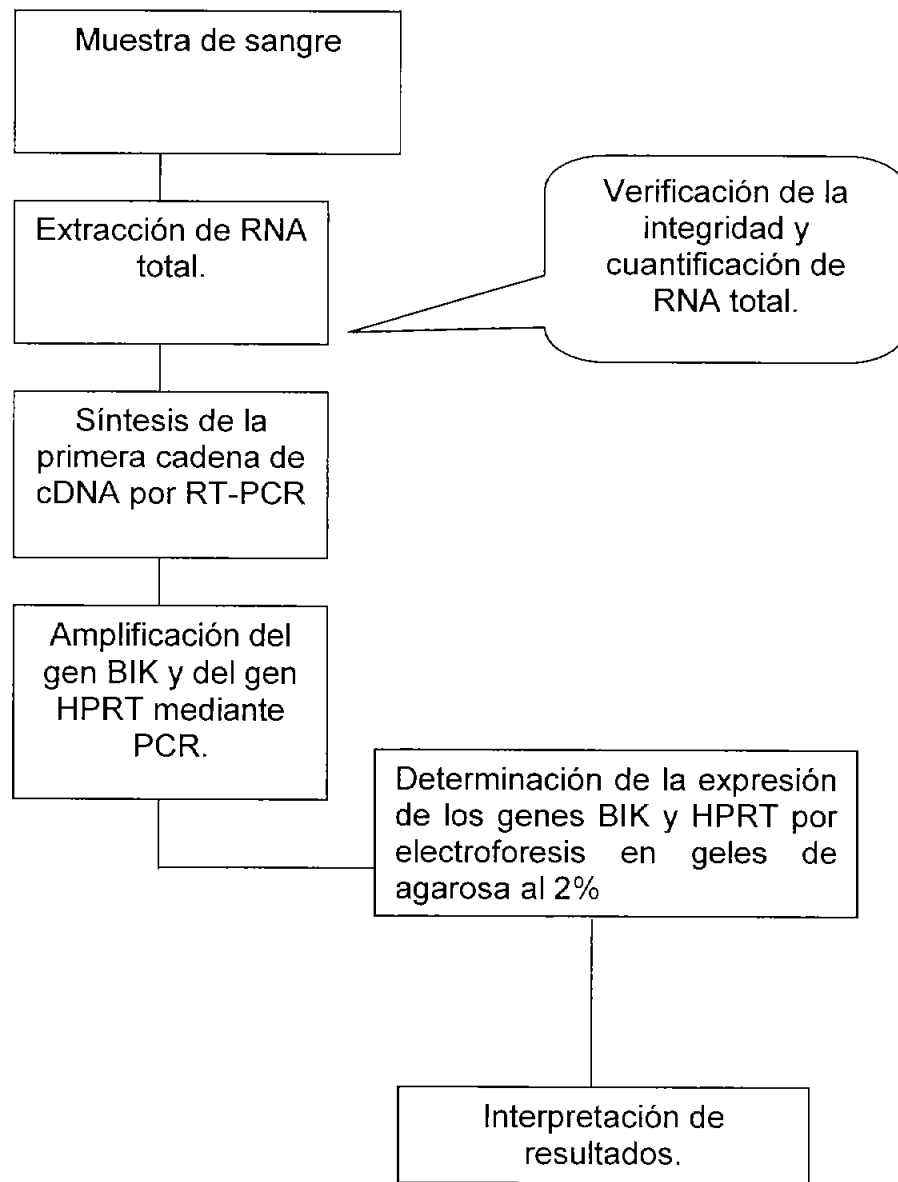 Muestra de sangre
Extracción de RNA
total.
Verificación de la
integridad y
cuantificación de
RNA total.
Síntesis de la
primera cadena de
cDNA por RT-PCR
Amplificación del
gen BIK y del gen
HPRT mediante
PCR.
Determinación de la expresión
de los genes BIK y HPRT por
electroforesis en geles de
agarosa al 2%
Interpretación de
resultados.